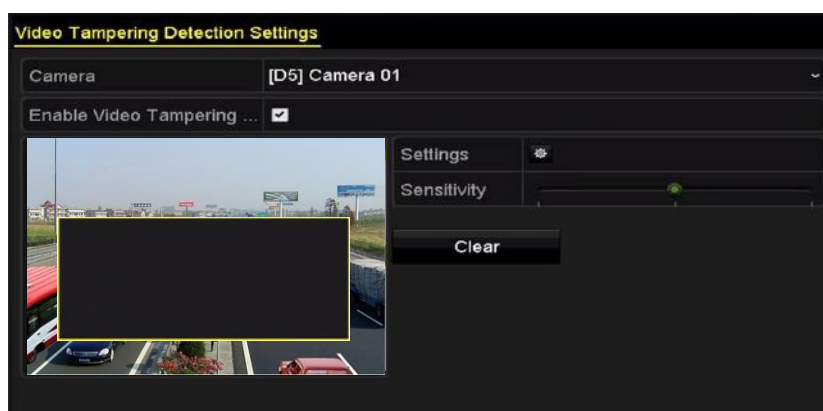 Video Tampering Detection Settings
Camera [D5] Camera 01
Enable Video Tampering ...
Settings
Sensitivity
Clear